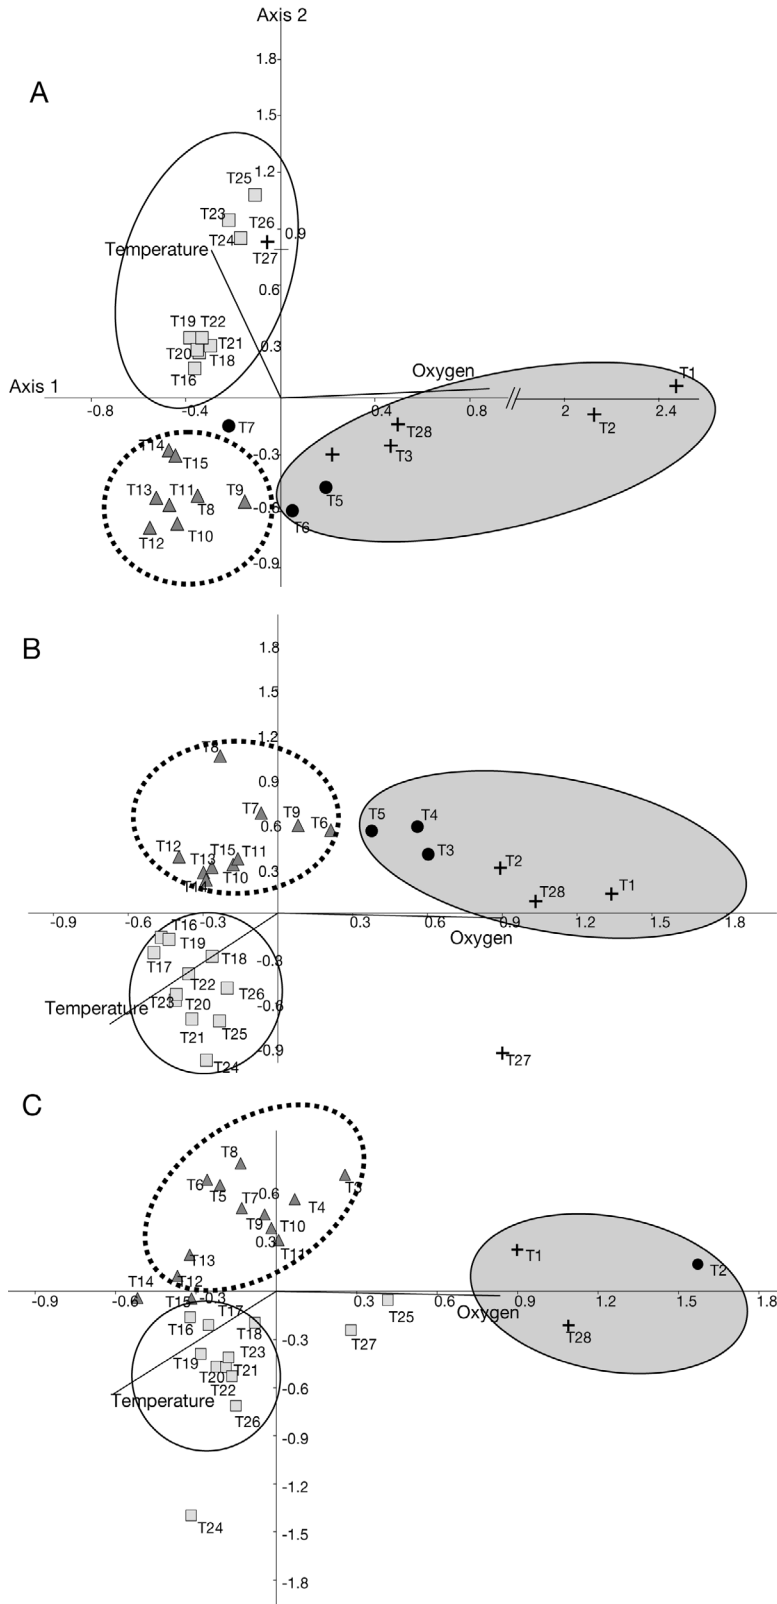 Axis 2
1.8
A
1.5
1.2
T25
T23
T26
T24
0.9
Temperature
T27
0.6
T19 T22
T21
0.3
T20
T18
T16
Oxygen
T1
Axis 1
-0.8
-0.4
0.4
0.8
2
2.4
T7
T28
T2
T14
T15
-0.3
T3
T13
T11
T9
T5
T8
-0.6
T6
T12
T10
-0.9
B
1.8
1.5
1.2
T8
0.9
T7
T9
T6
0.6
T5
T4
T12
T15
T11
T3
T13
T10
0.3
T2
T14
T28
T1
-0.9
-0.6
-0.3
0.3
0.6
0.9
1.2
1.5
1.8
T16
T19
Oxygen
T17
T18
-0.3
T22
T26
Temperature
T23
T20
-0.6
T21
T25
-0.9
T24
T27
C
T8
T6
T5
T3
T7
0.6
T4
T9
T10
0.3
T11
T13
T1
T2
T14
T12
-0.9
-0.6
T15
-0.3
0.3
0.6
0.9
1.2
1.5
1.8
T17
T16
T18
T25
Oxygen
T27
-0.3
T28
T19
T23
T20
T21
T22
-0.6
Temperature
T26
-0.9
-1.2
T24
-1.5
-1.8